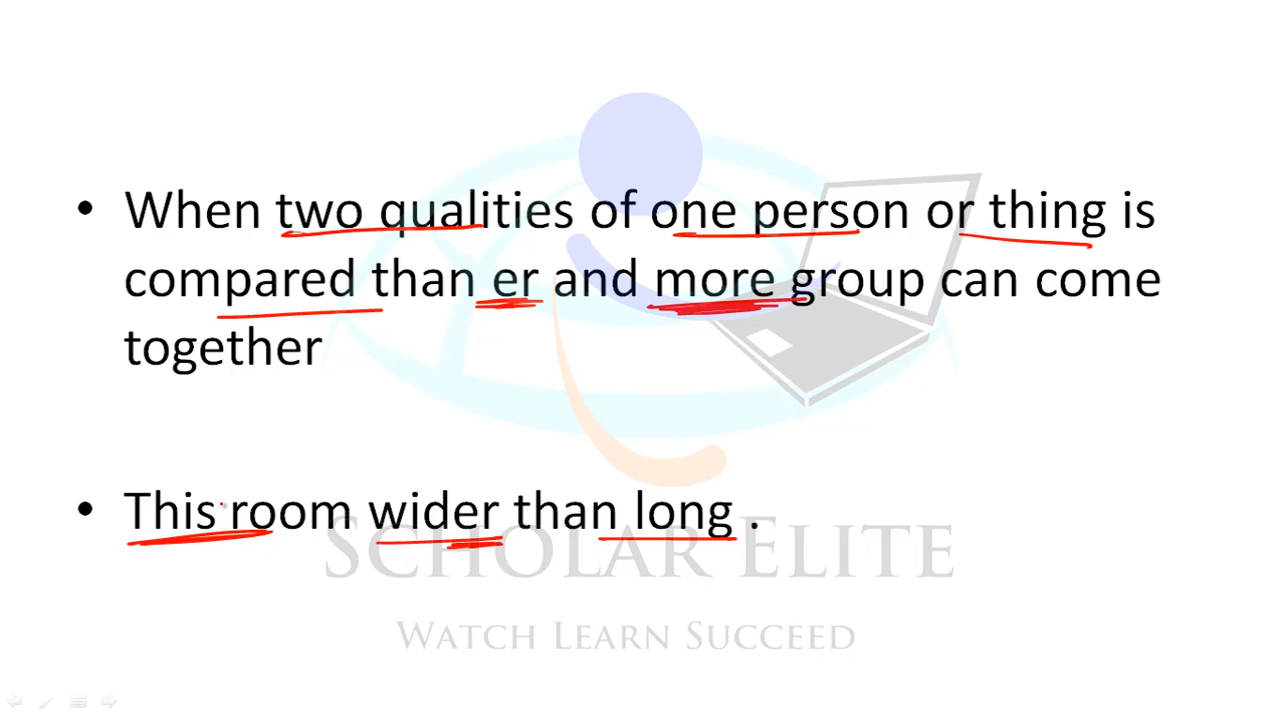 • When two qualities of one person or thing is
compared than er and more group can come
together
• This room wider than long .
SCHOLAR ELITE
WATCH LEARN SUCCEED